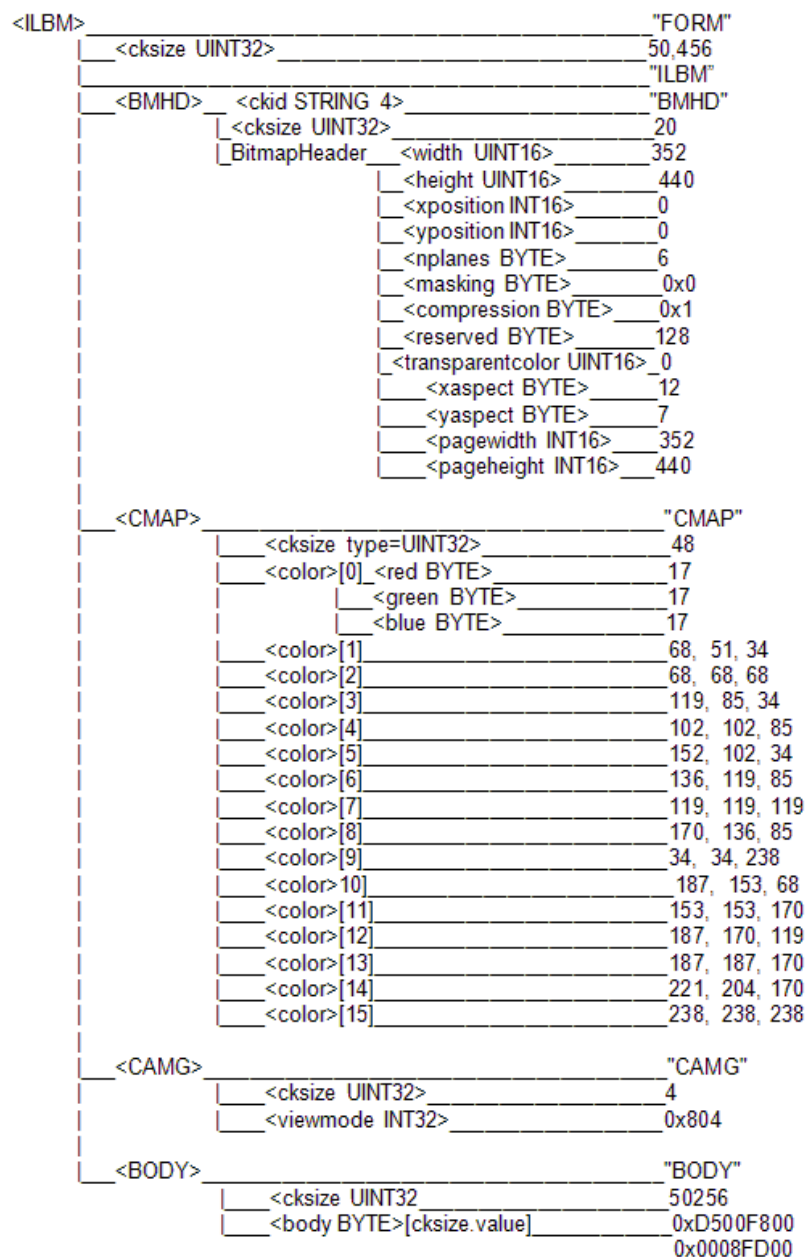 <ILBM> "FORM"
<cksize UINT32> 50,456
"ILBM"
<BMHD> <ckid STRING 4> "BMHD"
<cksize UINT32> 20
BitmapHeader <width UINT16> 352
<height UINT16> 440
<xposition INT16> 0
<yposition INT16> 0
<nplanes BYTE> 6
<masking BYTE> 0x0
<compression BYTE> 0x1
<reserved BYTE> 128
<transparentcolor UINT16> 0
<xaspect BYTE> 12
<yaspect BYTE> 7
<pagewidth INT16> 352
<pageheight INT16> 440
<CMAP> "CMAP"
<cksize type=UINT32> 48
<color>[0] <red BYTE> 17
<green BYTE> 17
<blue BYTE> 17
<color>[1] 68, 51, 34
<color>[2] 68, 68, 68
<color>[3] 119, 85, 34
<color>[4] 102, 102, 85
<color>[5] 152, 102, 34
<color>[6] 136, 119, 85
<color>[7] 119, 119, 119
<color>[8] 170, 136, 85
<color>[9] 34, 34, 238
<color>10] 187, 153, 68
<color>[11] 153, 153, 170
<color>[12] 187, 170, 119
<color>[13] 187, 187, 170
<color>[14] 221, 204, 170
<color>[15] 238, 238, 238
<CAMG> "CAMG"
<cksize UINT32> 4
<viewmode INT32> 0x804
<BODY> "BODY"
<cksize UINT32 50256
<body BYTE>[cksize.value] 0xD500F800
0x0008FD00